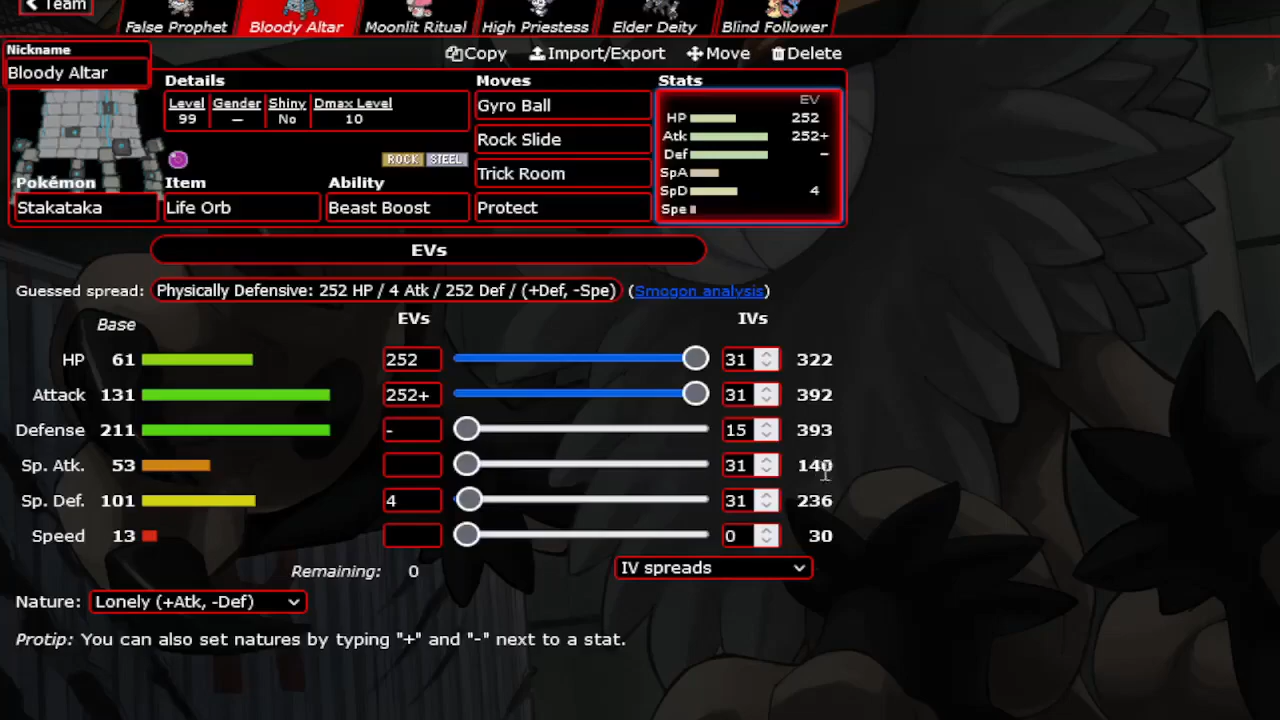 Team
False Prophet Bloody Altar Moonlit Ritual High Priestess Elder Deity Blind Follower
Nickname
Bloody Altar
Copy Import/Export Move Delete
Details
Level Gender Shiny Dmax Level
99 — No 10
ROCK STEEL
Pokémon Item Ability
Stakataka Life Orb Beast Boost
Moves
Gyro Ball
Rock Slide
Trick Room
Protect
Stats
EV
HP 252
Atk 252+
Def –
SpA
SpD 4
Spe
EVs
Guessed spread: Physically Defensive: 252 HP / 4 Atk / 252 Def / (+Def, -Spe) (Smogon analysis)
Base EVs IVs
HP 61 252 31 322
Attack 131 252+ 31 392
Defense 211 - 15 393
Sp. Atk. 53 31 140
Sp. Def. 101 4 31 236
Speed 13 0 30
Remaining: 0 IV spreads
Nature: Lonely (+Atk, -Def)
Protip: You can also set natures by typing "+" and "-" next to a stat.